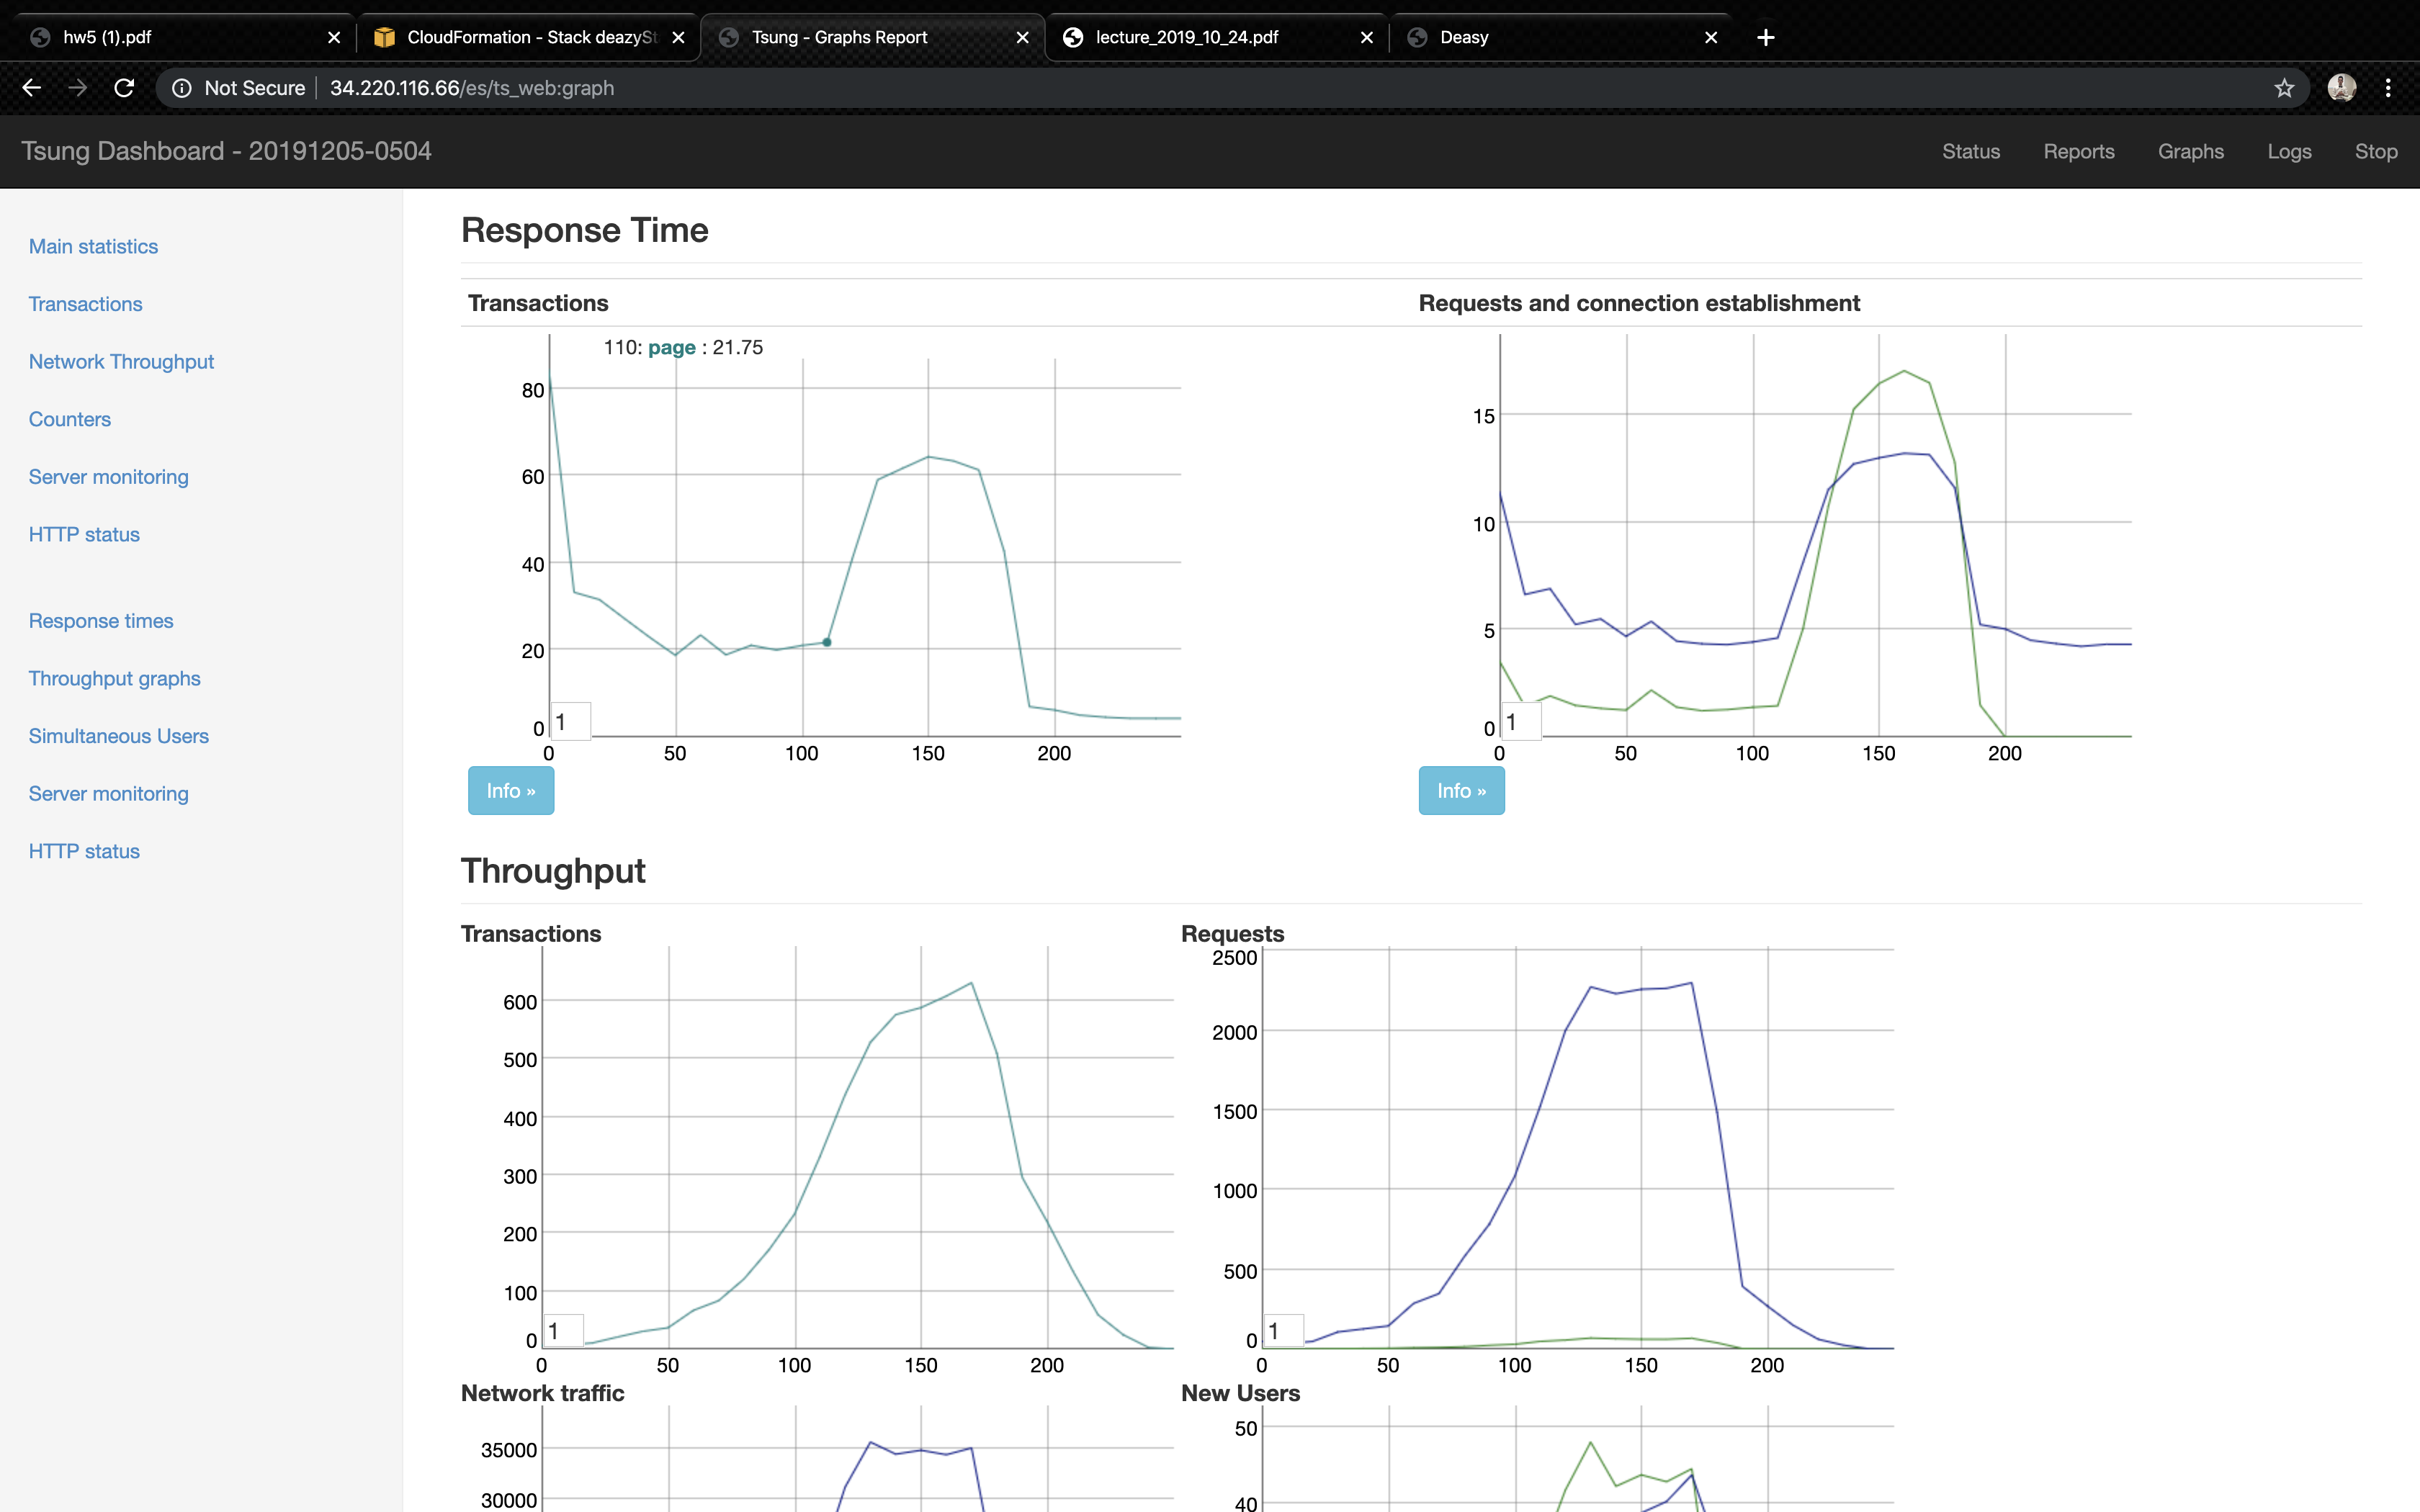 hw5 (1).pdf
CloudFormation - Stack deazySt
Tsung - Graphs Report
lecture_2019_10_24.pdf
Deasy
Not Secure
34.220.116.66/es/ts_web:graph
Tsung Dashboard - 20191205-0504
Status
Reports
Graphs
Logs
Stop
Main statistics
Transactions
Network Throughput
Counters
Server monitoring
HTTP status
Response times
Throughput graphs
Simultaneous Users
Server monitoring
HTTP status
Response Time
Transactions
110: page : 21.75
80
60
40
20
0
1
0 50 100 150 200
Info »
Requests and connection establishment
15
10
5
0
1
0 50 100 150 200
Info »
Throughput
Transactions
600
500
400
300
200
100
0
1
0 50 100 150 200
Requests
2500
2000
1500
1000
500
0
1
0 50 100 150 200
Network traffic
35000
30000
New Users
50
40